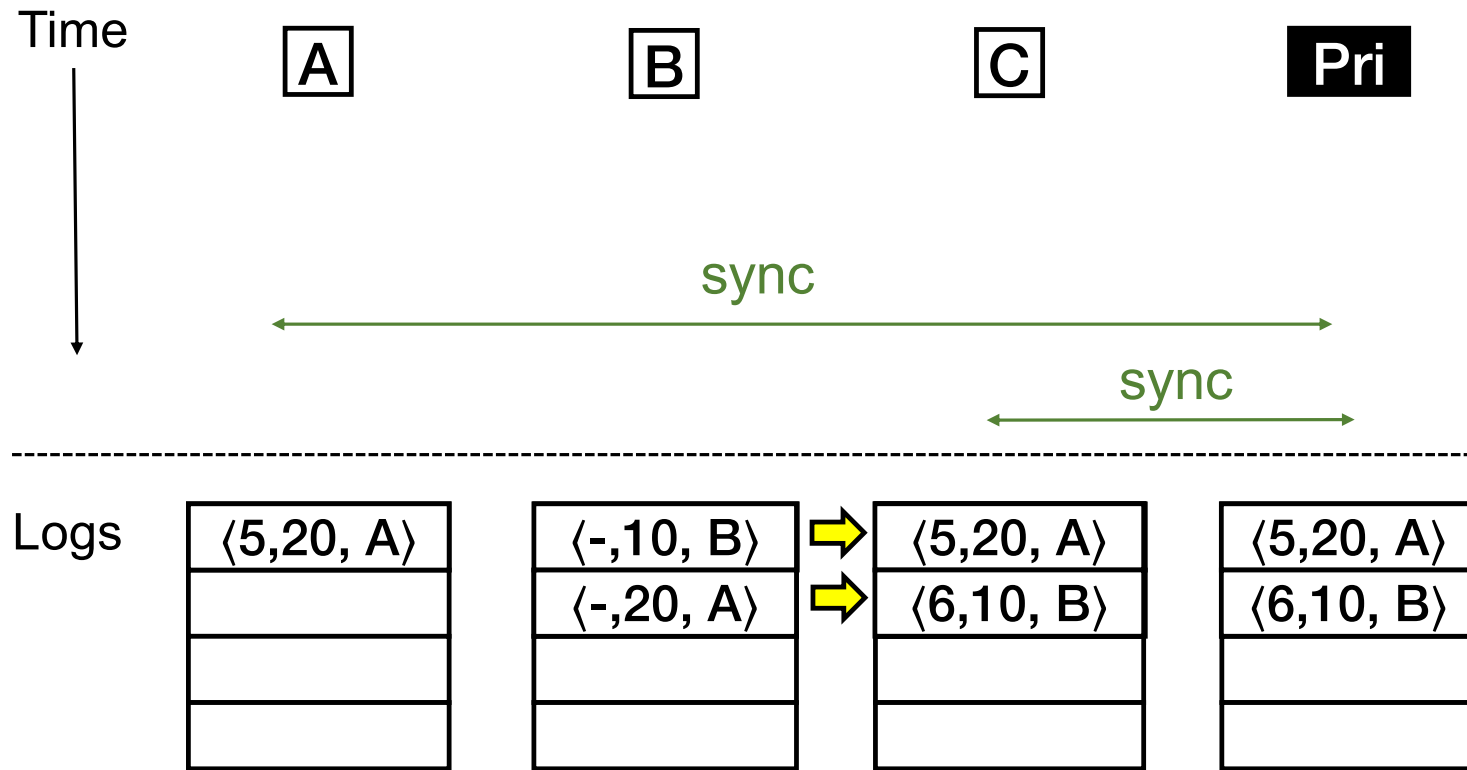 Time
A
B
C
Pri
sync
sync
Logs
⟨5,20, A⟩
⟨-,10, B⟩
⟨5,20, A⟩
⟨5,20, A⟩
⟨-,20, A⟩
⟨6,10, B⟩
⟨6,10, B⟩